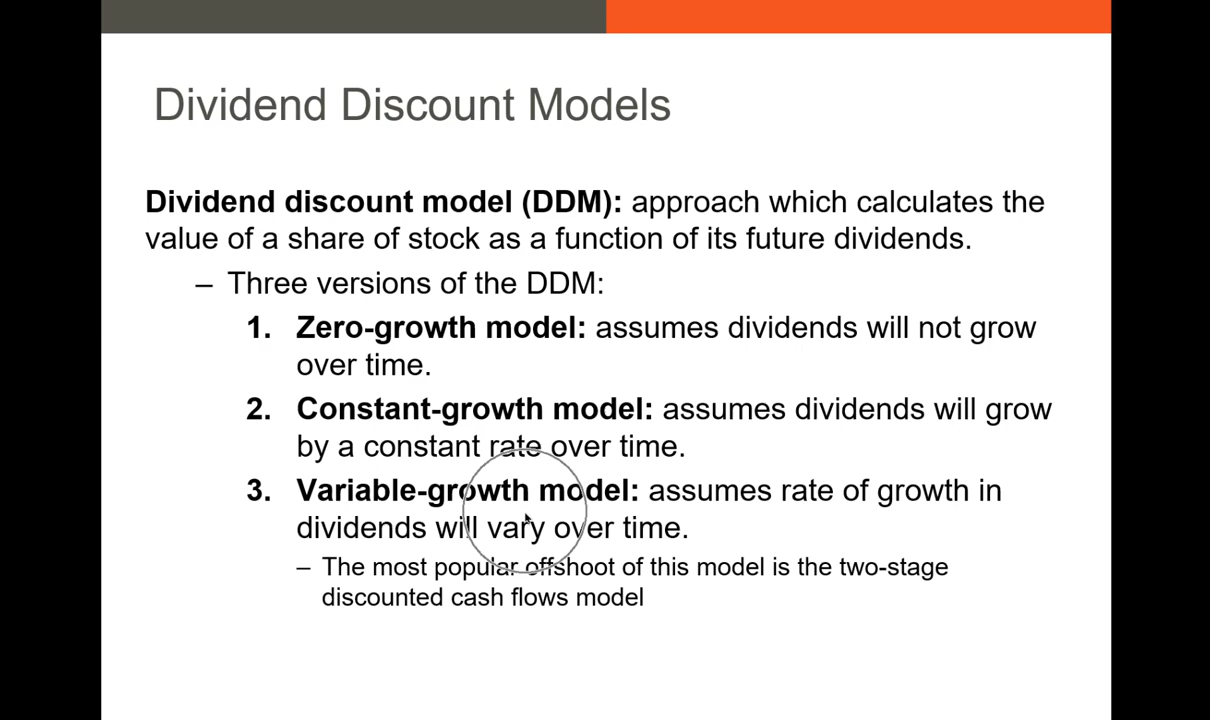 Dividend Discount Models
Dividend discount model (DDM): approach which calculates the
value of a share of stock as a function of its future dividends.
– Three versions of the DDM:
1. Zero-growth model: assumes dividends will not grow
over time.
2. Constant-growth model: assumes dividends will grow
by a constant rate over time.
3. Variable-growth model: assumes rate of growth in
dividends will vary over time.
– The most popular offshoot of this model is the two-stage
discounted cash flows model